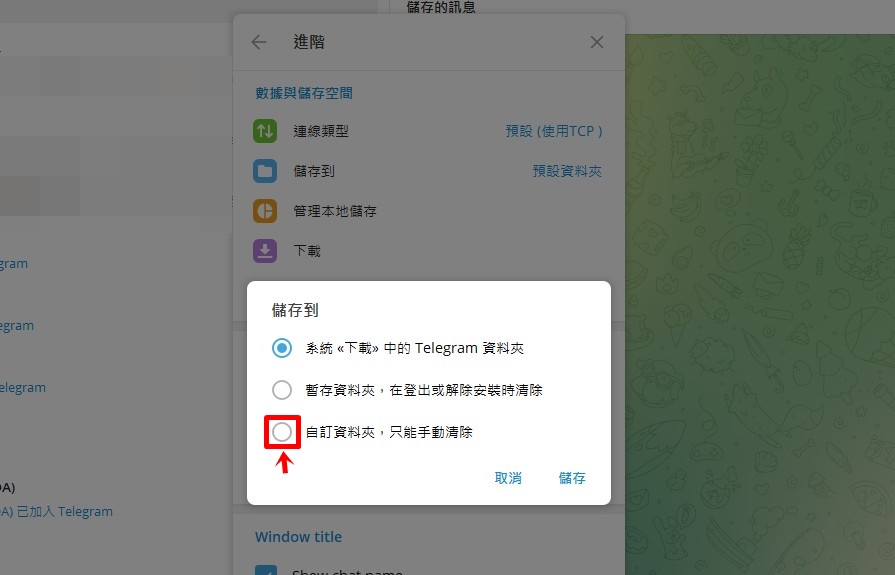 儲存的訊息
進階
數據與儲存空間
連線類型 預設 (使用TCP )
儲存到 預設資料夾
管理本地儲存
下載
gram
儲存到
系統 «下載» 中的 Telegram 資料夾
egram
暫存資料夾，在登出或解除安裝時清除
elegram
自訂資料夾，只能手動清除
取消 儲存
OA)
OA) 已加入 Telegram
Window title
Show chat name